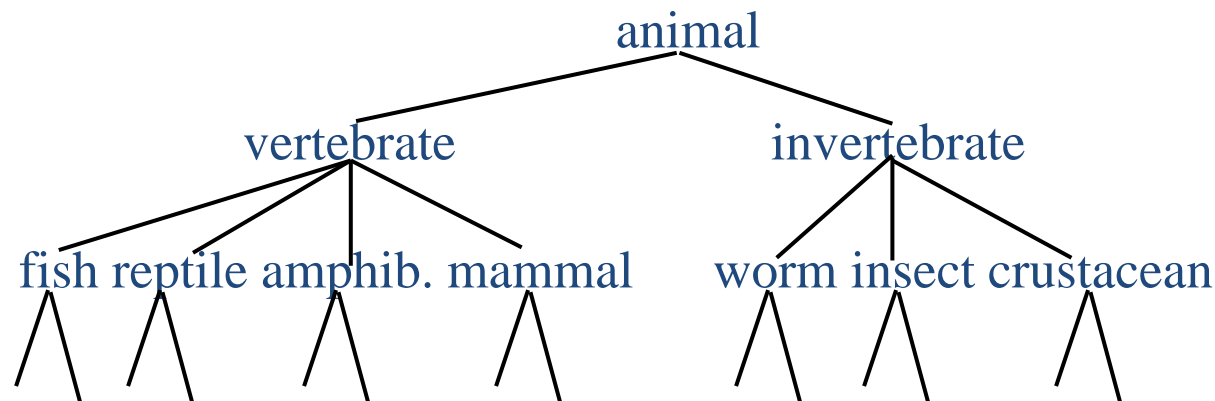 animal
vertebrate invertebrate
fish reptile amphib. mammal worm insect crustacean